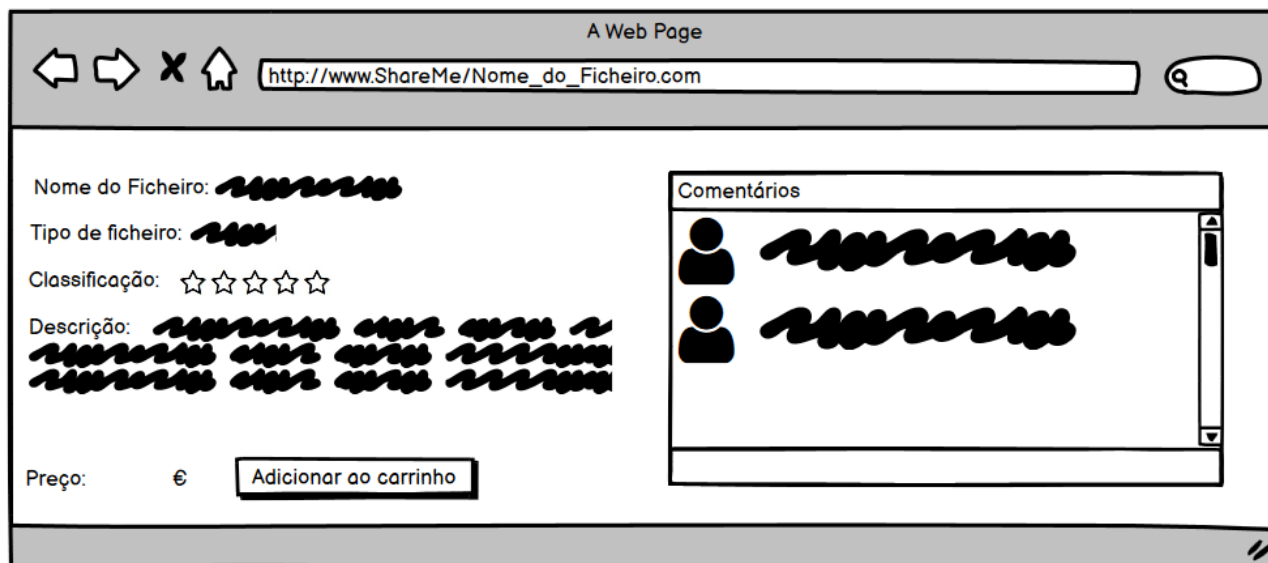 A Web Page
http://www.ShareMe/Nome_do_Ficheiro.com
Nome do Ficheiro:
Tipo de ficheiro:
Classificação:
Descrição:
Preço: €
Adicionar ao carrinho
Comentários